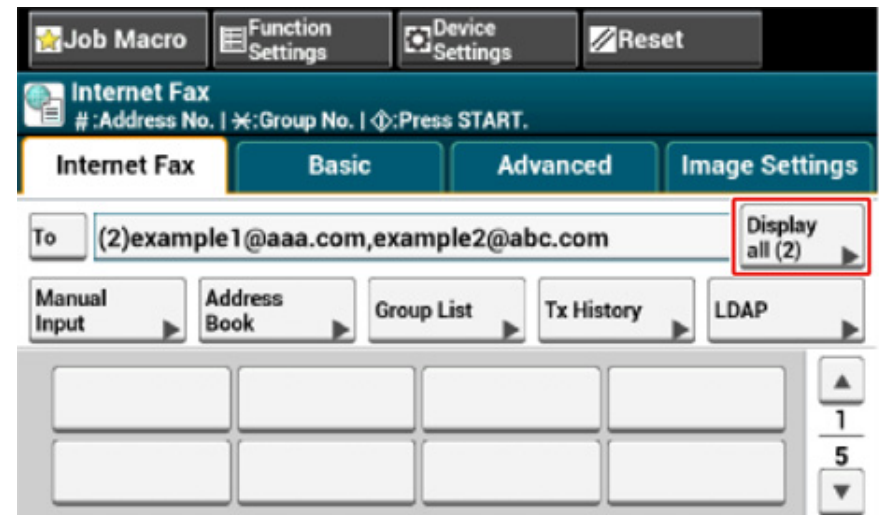 Job Macro
Function
Settings
Device
Settings
Reset
Internet Fax
# :Address No. | ⚹:Group No. | :Press START.
Internet Fax
Basic
Advanced
Image Settings
To
(2)example1@aaa.com,example2@abc.com
Display
all (2)
Manual
Input
Address
Book
Group List
Tx History
LDAP
1
5